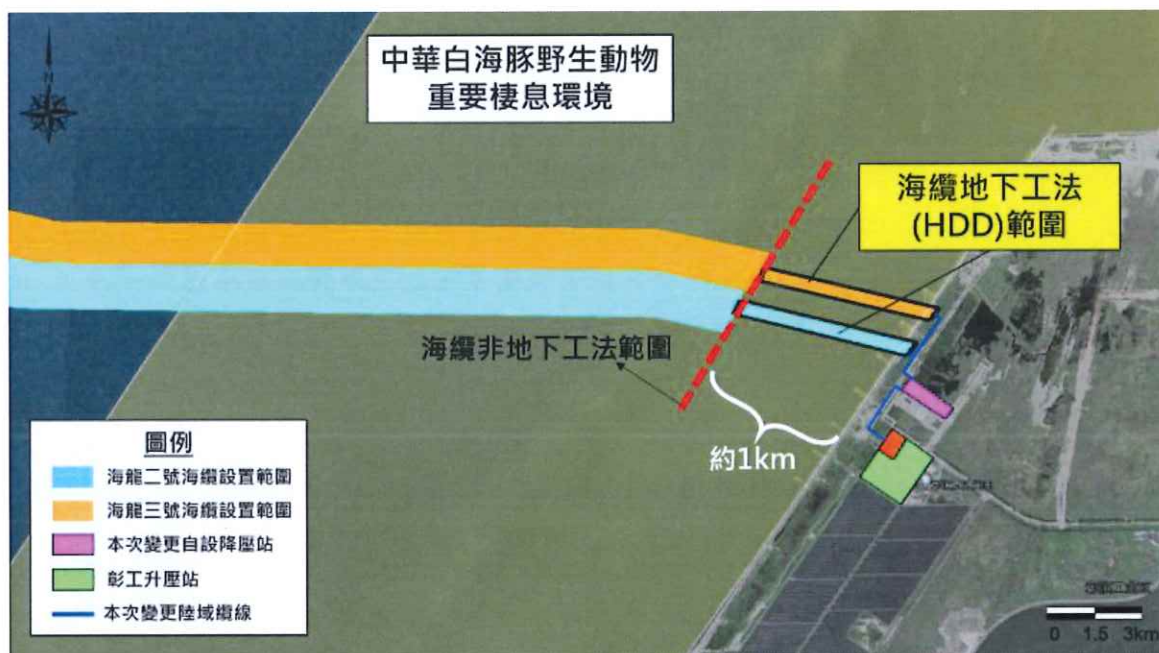 中華白海豚野生動物
重要棲息環境
N
海纜地下工法
(HDD)範圍
海纜非地下工法範圍
約1km
圖例
海龍二號海纜設置範圍
海龍三號海纜設置範圍
本次變更自設降壓站
彰工升壓站
本次變更陸域纜線
0 1.5 3km